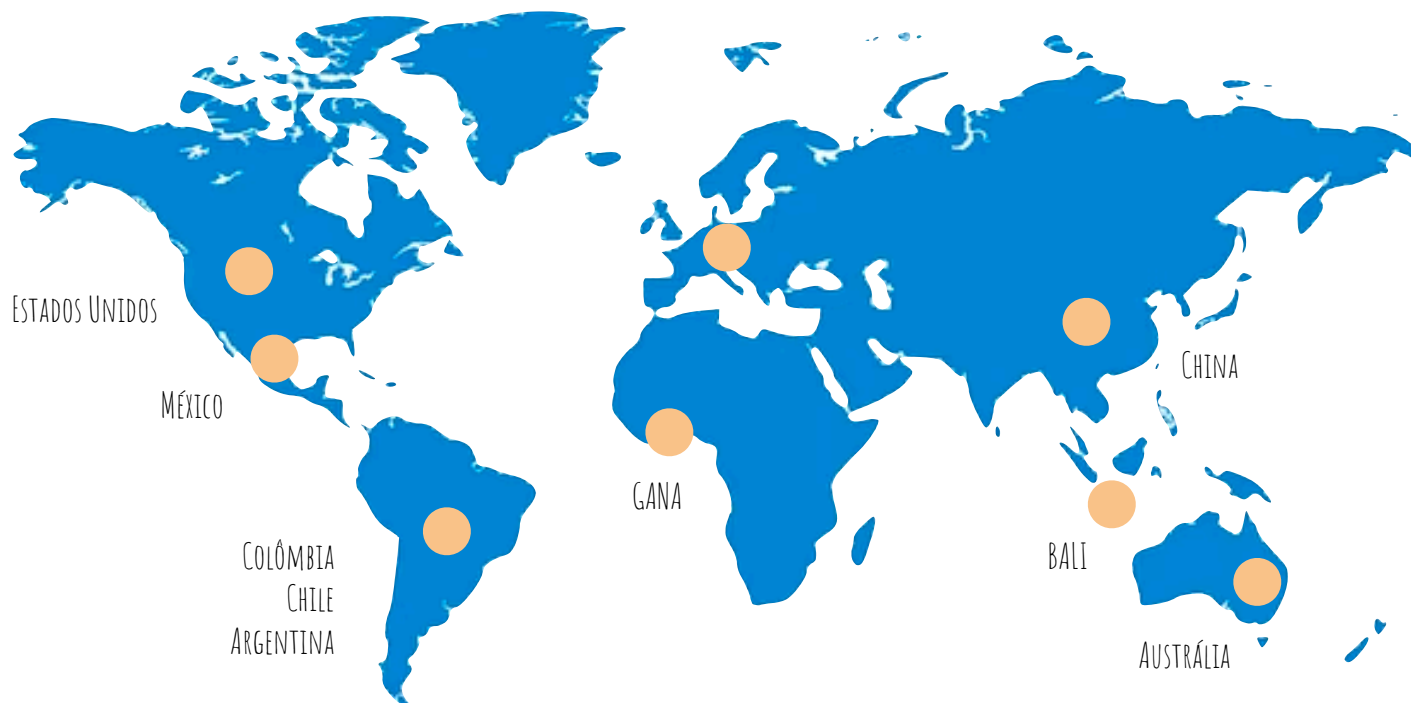 Estados Unidos
México
Colômbia
Chile
Argentina
GANA
China
BALI
Austrália